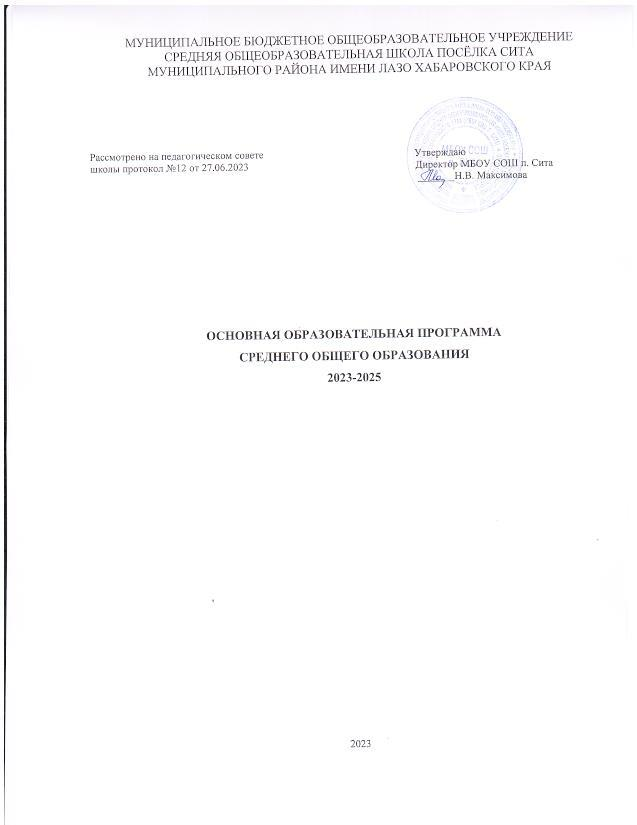 МУНИЦИПАЛЬНОЕ БЮДЖЕТНОЕ ОБЩЕОБРАЗОВАТЕЛЬНОЕ УЧРЕЖДЕНИЕ
СРЕДНЯЯ ОБЩЕОБРАЗОВАТЕЛЬНАЯ ШКОЛА ПОСЁЛКА СИТА
МУНИЦИПАЛЬНОГО РАЙОНА ИМЕНИ ЛАЗО ХАБАРОВСКОГО КРАЯ
Рассмотрено на педагогическом совете
школы протокол №12 от 27.06.2023
Утверждаю
Директор МБОУ СОШ п. Сита
Н.В. Максимова
МБОУ СОШ
ОСНОВНАЯ ОБРАЗОВАТЕЛЬНАЯ ПРОГРАММА
СРЕДНЕГО ОБЩЕГО ОБРАЗОВАНИЯ
2023-2025
2023